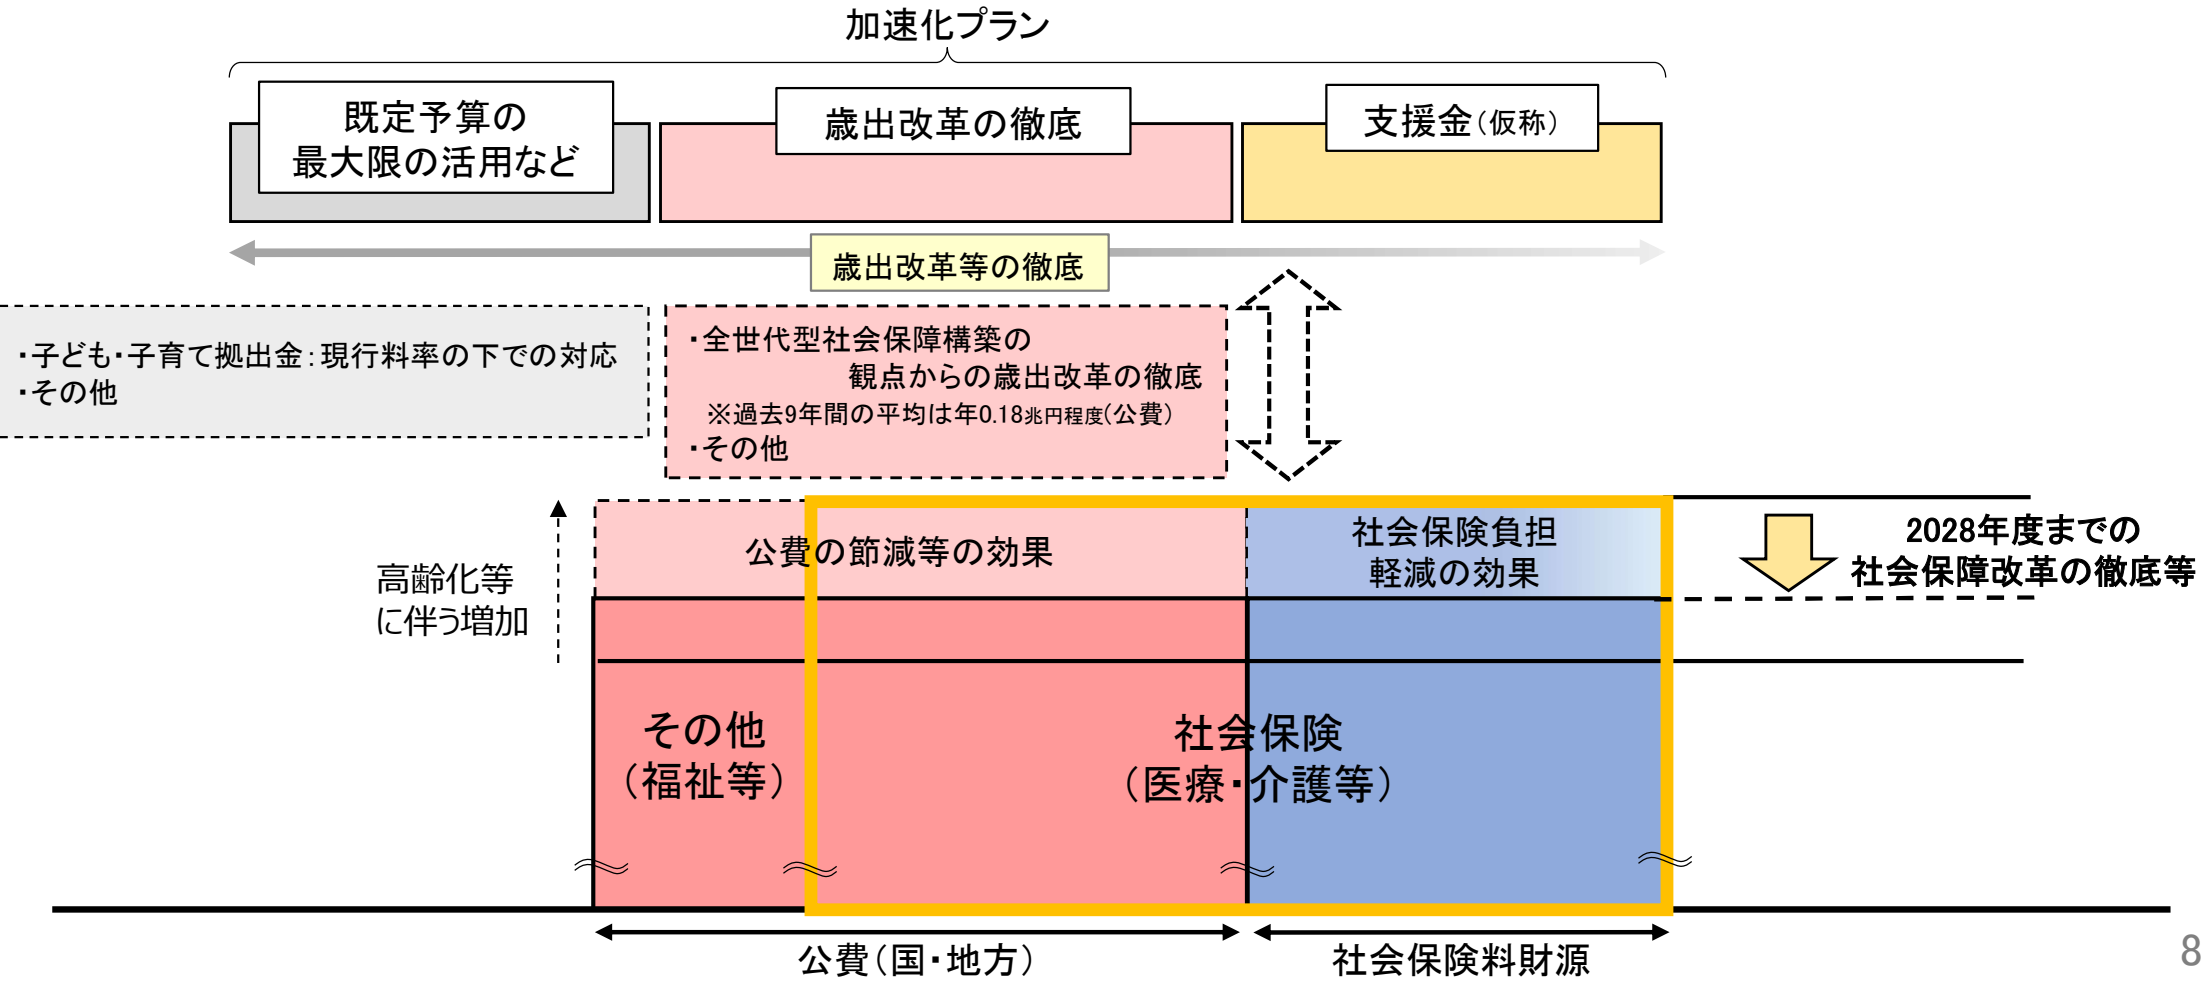 加速化プラン
既定予算の
最大限の活用など
歳出改革の徹底
支援金（仮称）
歳出改革等の徹底
・子ども・子育て拠出金：現行料率の下での対応
・その他
・全世代型社会保障構築の
観点からの歳出改革の徹底
※過去9年間の平均は年0.18兆円程度(公費)
・その他
公費の節減等の効果
社会保険負担
軽減の効果
2028年度までの
社会保障改革の徹底等
高齢化等
に伴う増加
その他
（福祉等）
社会保険
（医療・介護等）
公費（国・地方）
社会保険料財源
8